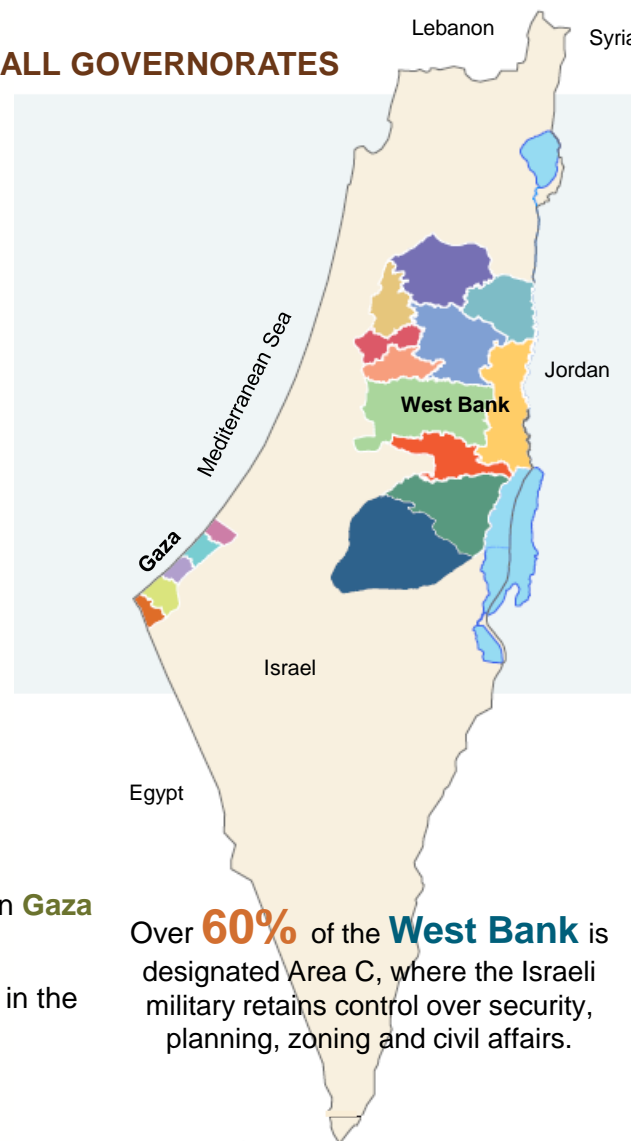 Lebanon
Syria
ALL GOVERNORATES
Mediterranean Sea
Jordan
West Bank
Gaza
Israel
Egypt
n Gaza
in the
Over 60% of the West Bank is
designated Area C, where the Israeli
military retains control over security,
planning, zoning and civil affairs.